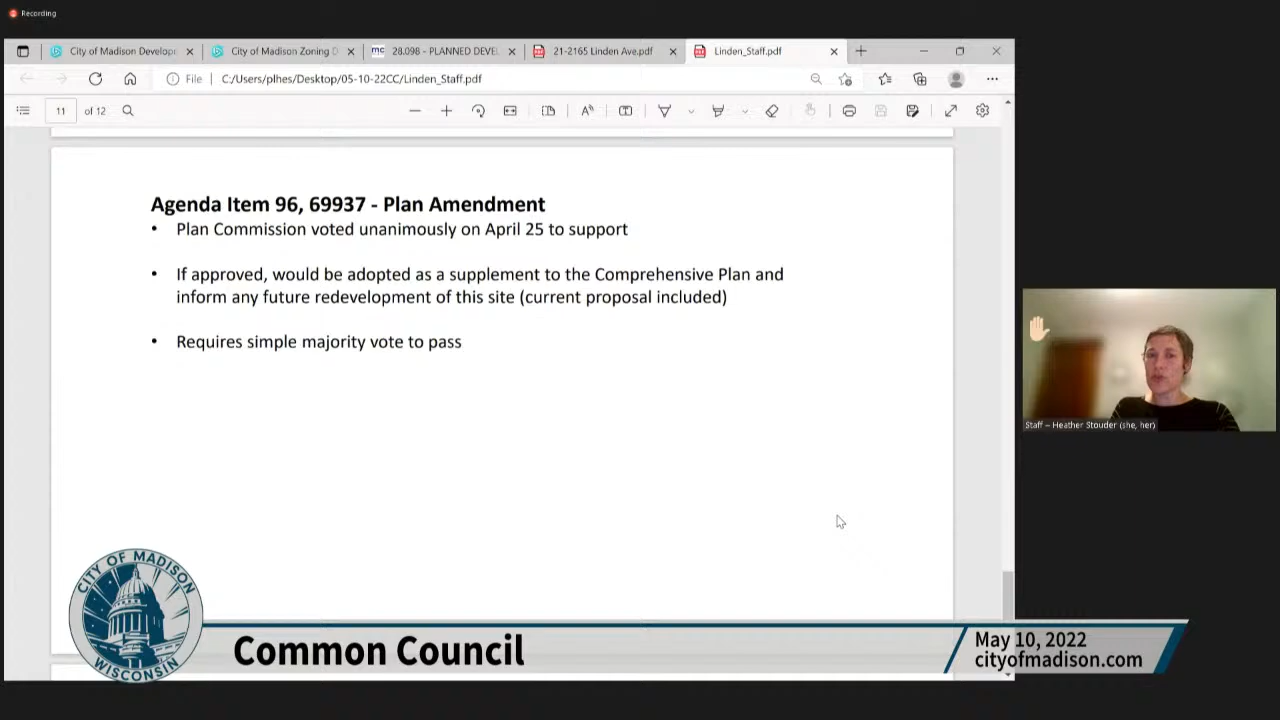 Recording
City of Madison Develop
City of Madison Zoning
mc 28.098 - PLANNED DEVE
21-2165 Linden Ave.pdf
Linden_Staff.pdf
File C:/Users/plhes/Desktop/05-10-22CC/Linden_Staff.pdf
11 of 12
Agenda Item 96, 69937 - Plan Amendment
• Plan Commission voted unanimously on April 25 to support
• If approved, would be adopted as a supplement to the Comprehensive Plan and
inform any future redevelopment of this site (current proposal included)
• Requires simple majority vote to pass
Staff – Heather Stouder (she, her)
CITY OF MADISON
WISCONSIN
Common Council
May 10, 2022
cityofmadison.com